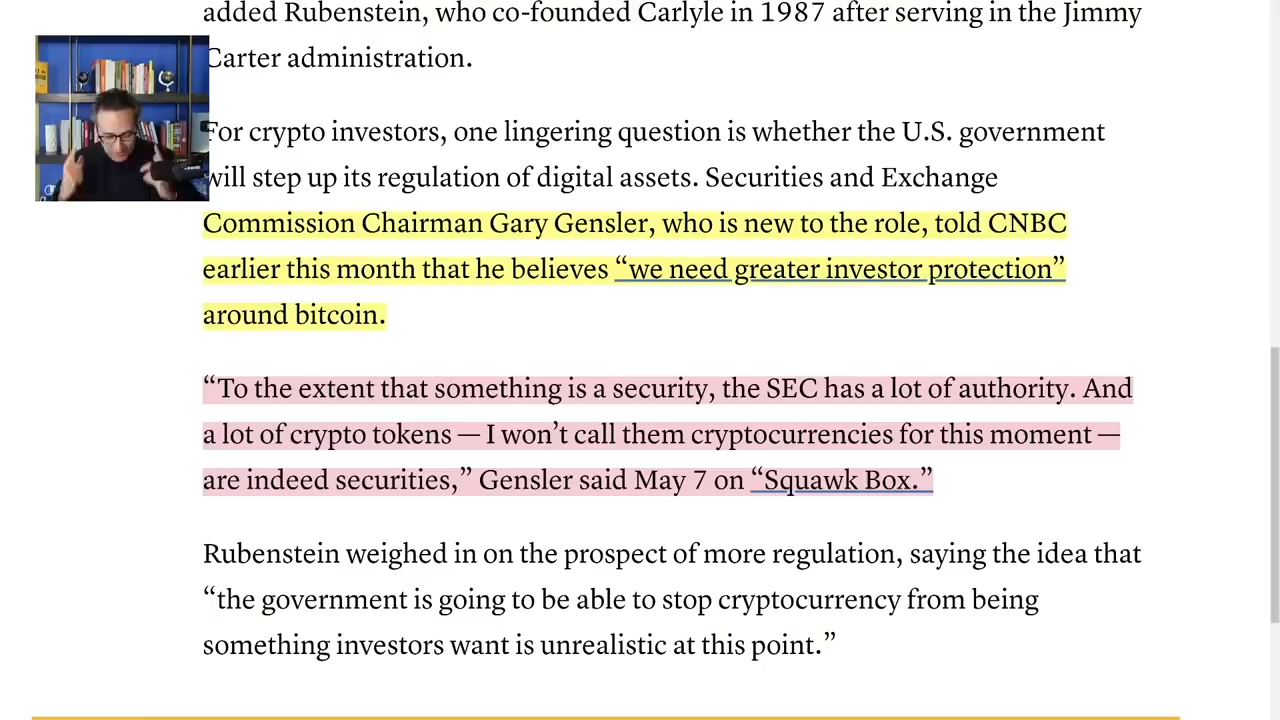 added Rubenstein, who co-founded Carlyle in 1987 after serving in the Jimmy
Carter administration.
For crypto investors, one lingering question is whether the U.S. government
will step up its regulation of digital assets. Securities and Exchange
Commission Chairman Gary Gensler, who is new to the role, told CNBC
earlier this month that he believes “we need greater investor protection”
around bitcoin.
“To the extent that something is a security, the SEC has a lot of authority. And
a lot of crypto tokens — I won’t call them cryptocurrencies for this moment —
are indeed securities,” Gensler said May 7 on “Squawk Box.”
Rubenstein weighed in on the prospect of more regulation, saying the idea that
“the government is going to be able to stop cryptocurrency from being
something investors want is unrealistic at this point.”